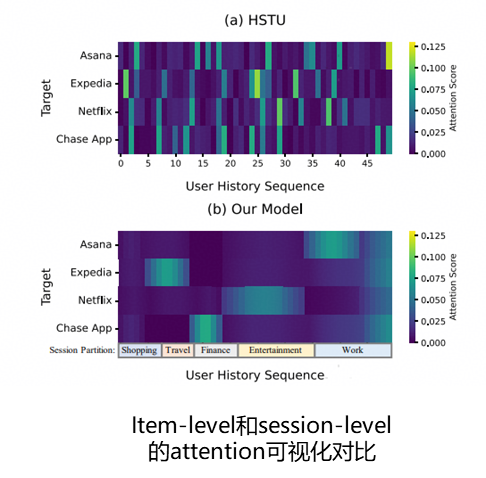 (a) HSTU
Target
Asana
Expedia
Netflix
Chase App
0 5 10 15 20 25 30 35 40 45
User History Sequence
0.125
0.100
0.075
0.050
0.025
0.000
Attention Score
(b) Our Model
Target
Asana
Expedia
Netflix
Chase App
Session Partition: Shopping Travel Finance Entertainment Work
User History Sequence
0.125
0.100
0.075
0.050
0.025
0.000
Attention Score
Item-level和session-level
的attention可视化对比